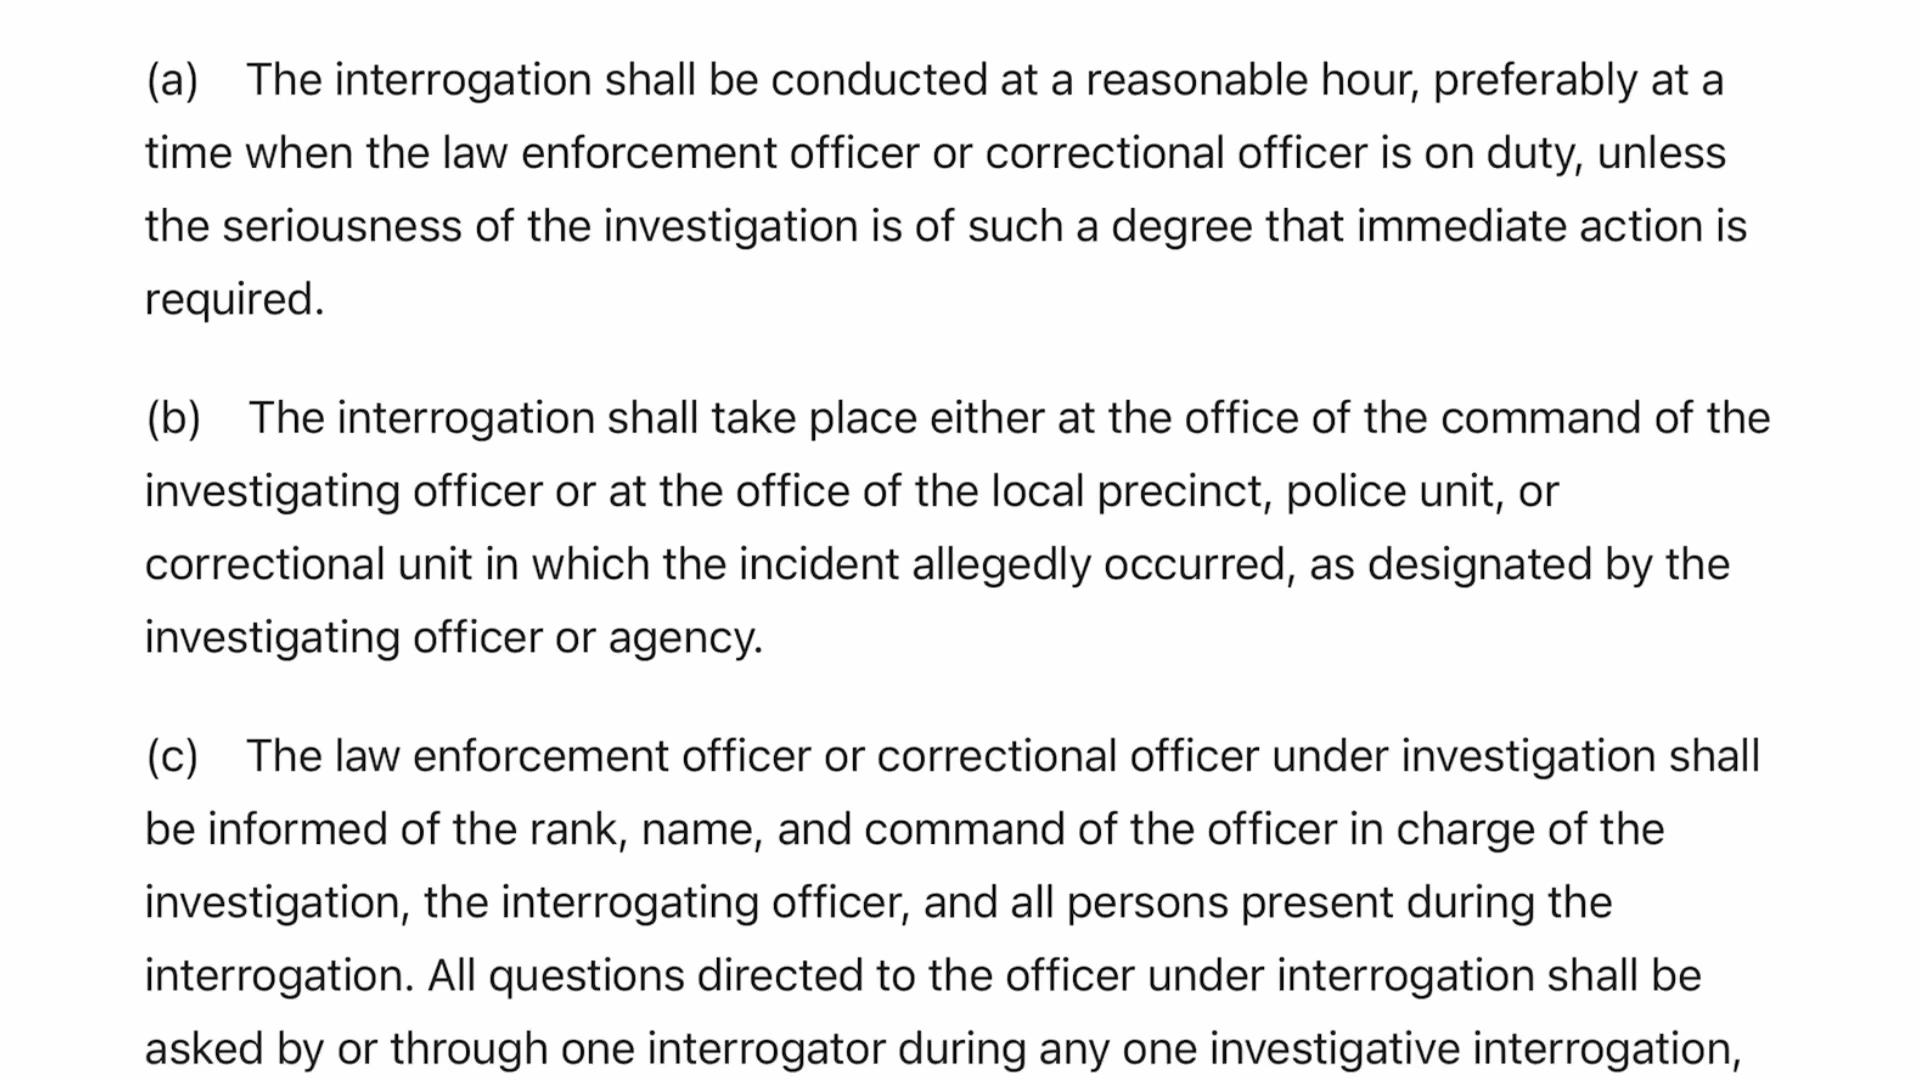 (a) The interrogation shall be conducted at a reasonable hour, preferably at a
time when the law enforcement officer or correctional officer is on duty, unless
the seriousness of the investigation is of such a degree that immediate action is
required.
(b) The interrogation shall take place either at the office of the command of the
investigating officer or at the office of the local precinct, police unit, or
correctional unit in which the incident allegedly occurred, as designated by the
investigating officer or agency.
(c) The law enforcement officer or correctional officer under investigation shall
be informed of the rank, name, and command of the officer in charge of the
investigation, the interrogating officer, and all persons present during the
interrogation. All questions directed to the officer under interrogation shall be
asked by or through one interrogator during any one investigative interrogation,